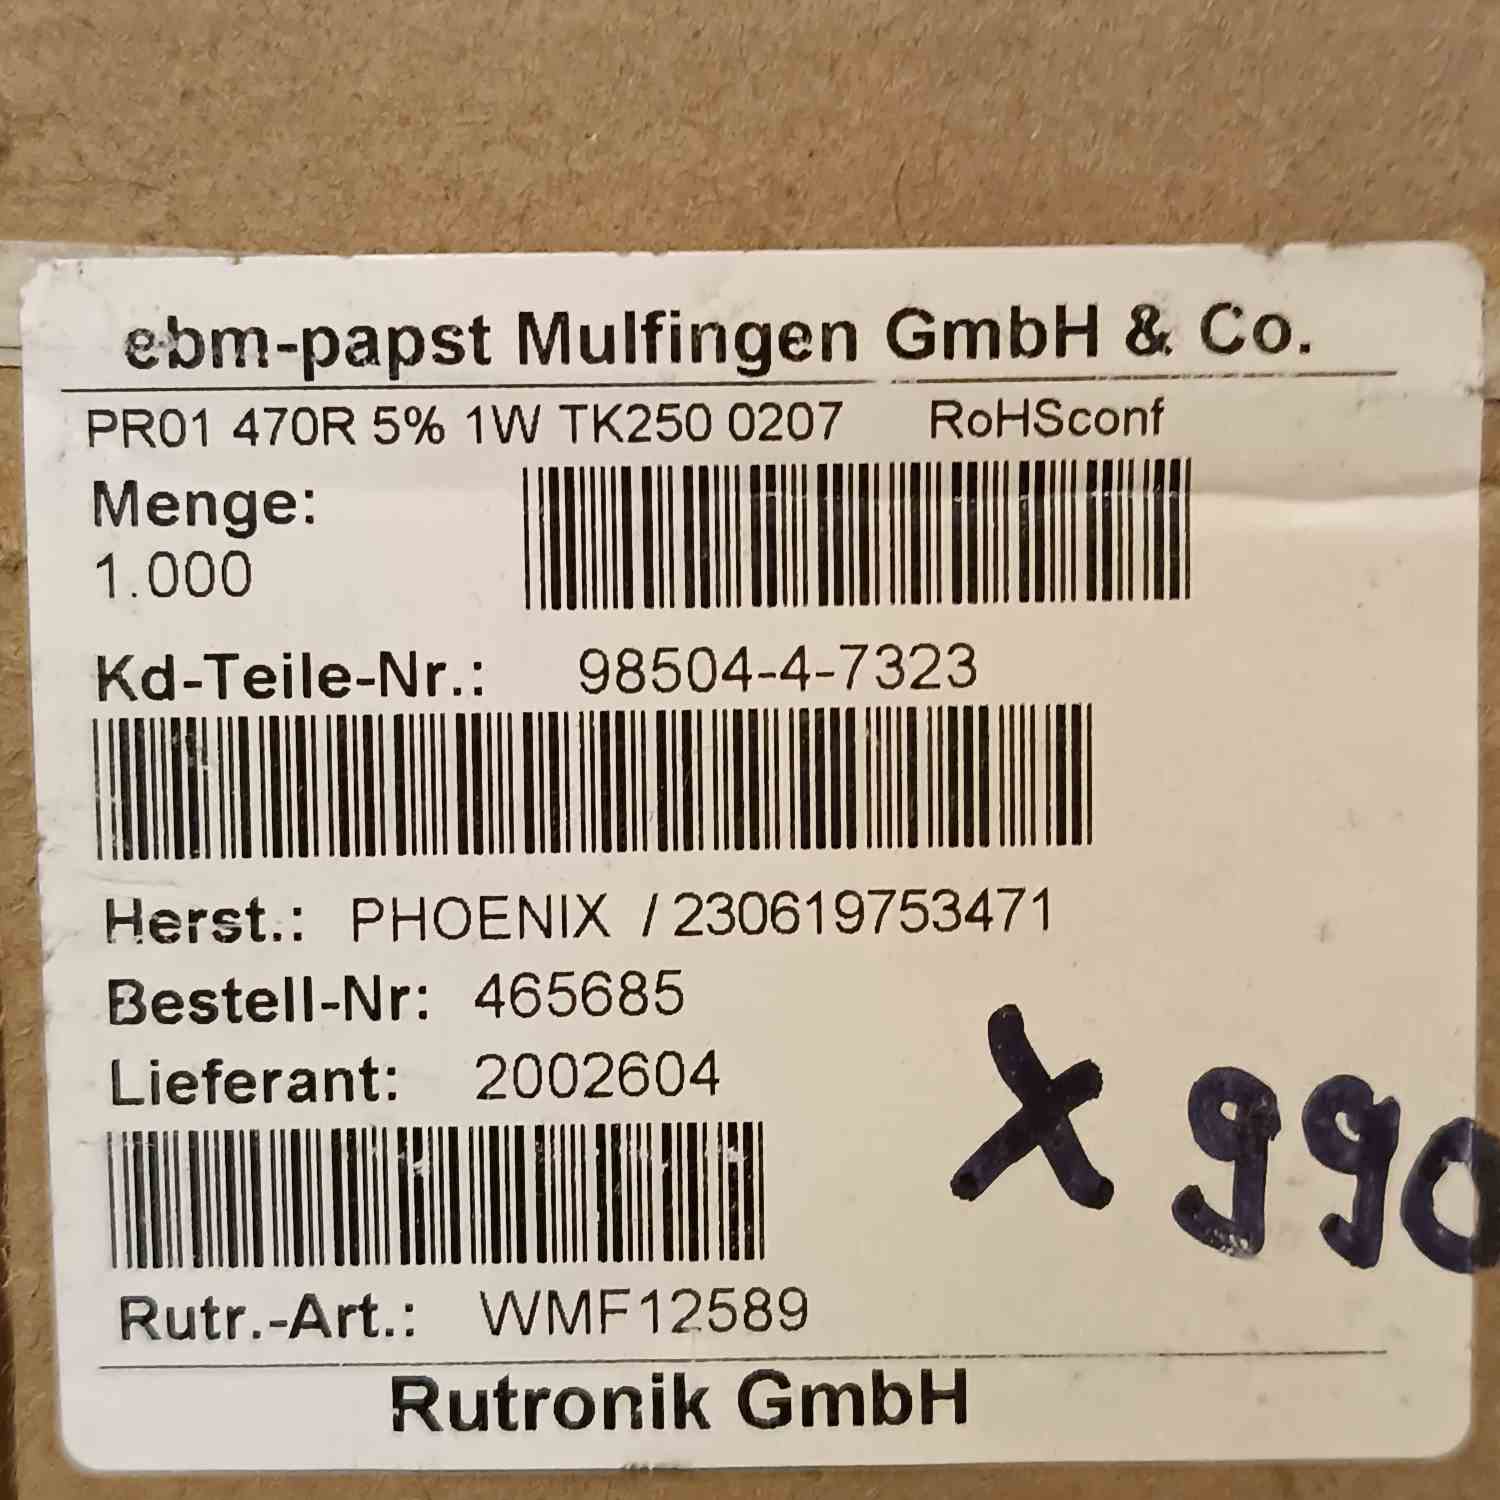 ebm-papst Mulfingen GmbH & Co.
PR01 470R 5% 1W TK250 0207 RoHSconf
Menge:
1.000
Kd-Teile-Nr.: 98504-4-7323
Herst.: PHOENIX / 230619753471
Bestell-Nr: 465685
Lieferant: 2002604
x 990
Rutr.-Art.: WMF12589
Rutronik GmbH